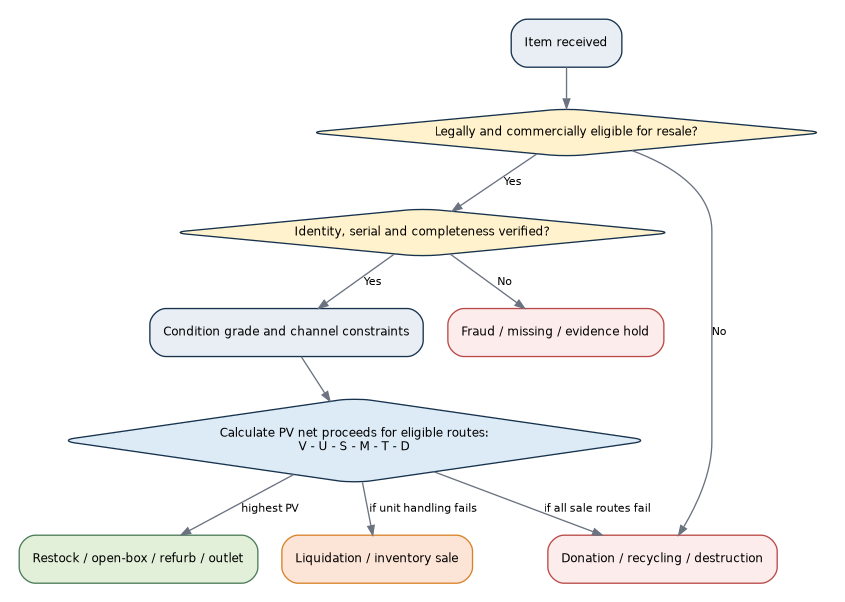 Item received
Legally and commercially eligible for resale?
Yes
Identity, serial and completeness verified?
Yes
No
Condition grade and channel constraints
Fraud / missing / evidence hold
No
Calculate PV net proceeds for eligible routes:
V - U - S - M - T - D
highest PV
if unit handling fails
if all sale routes fail
Restock / open-box / refurb / outlet
Liquidation / inventory sale
Donation / recycling / destruction